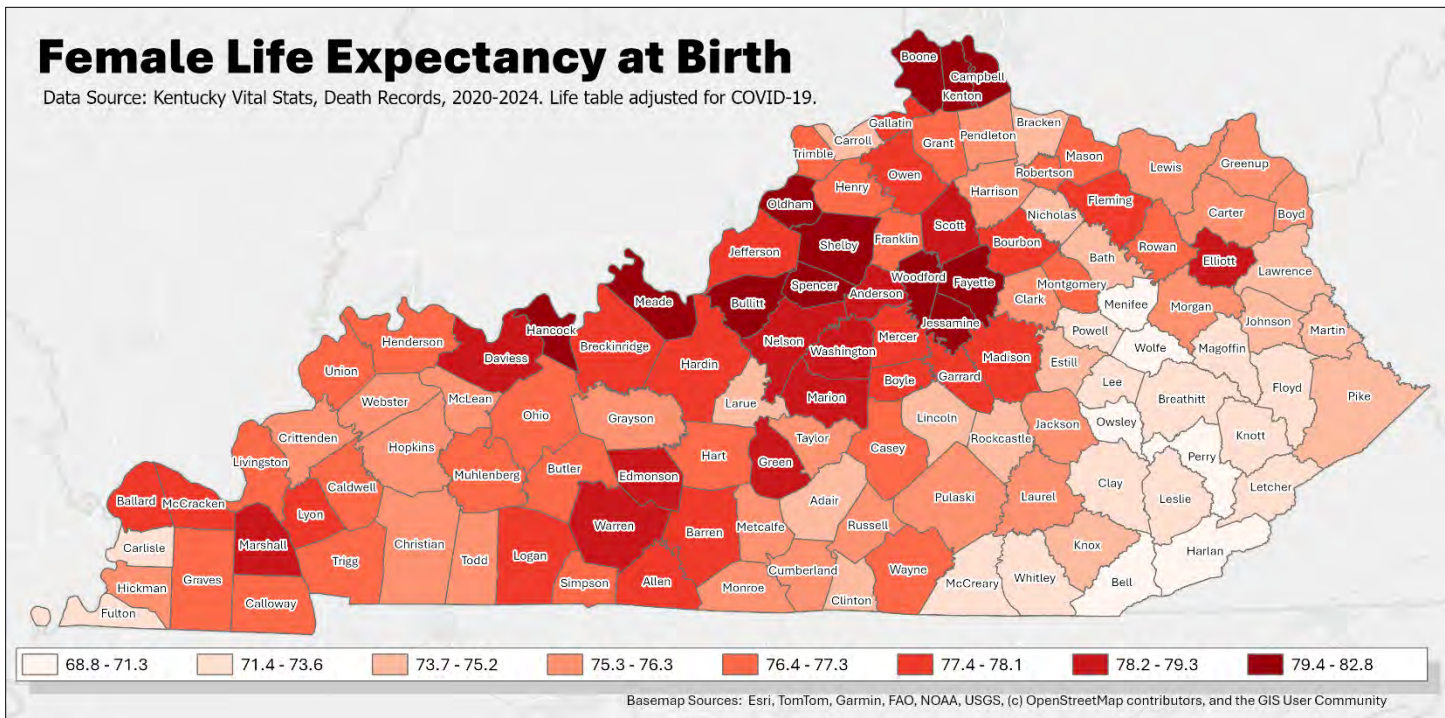 Female Life Expectancy at Birth
Data Source: Kentucky Vital Stats, Death Records, 2020-2024. Life table adjusted for COVID-19.
Boone
Campbell
Kenton
Gallatin
Bracken
Carroll
Grant
Pendleton
Trimble
Mason
Owen
Robertson
Lewis
Greenup
Henry
Harrison
Fleming
Oldham
Nicholas
Carter
Boyd
Scott
Shelby
Franklin
Bourbon
Rowan
Jefferson
Bath
Elliott
Lawrence
Woodford
Fayette
Spencer
Anderson
Montgomery
Clark
Menifee
Morgan
Meade
Bullitt
Jessamine
Johnson
Martin
Hancock
Powell
Henderson
Breckinridge
Nelson
Washington
Mercer
Wolfe
Magoffin
Daviess
Hardin
Madison
Estill
Union
Garrard
Boyle
Lee
Floyd
Webster
McLean
Larue
Marion
Breathitt
Pike
Ohio
Grayson
Lincoln
Jackson
Owsley
Crittenden
Taylor
Rockcastle
Knott
Hopkins
Casey
Hart
Perry
Livingston
Green
Muhlenberg
Butler
Edmonson
Clay
Caldwell
Letcher
Ballard
McCracken
Adair
Pulaski
Laurel
Leslie
Lyon
Warren
Metcalfe
Russell
Barren
Marshall
Christian
Knox
Carlisle
Harlan
Trigg
Todd
Logan
Cumberland
Wayne
Graves
Simpson
Allen
McCreary
Whitley
Bell
Hickman
Monroe
Clinton
Calloway
Fulton
68.8 - 71.3
71.4 - 73.6
73.7 - 75.2
75.3 - 76.3
76.4 - 77.3
77.4 - 78.1
78.2 - 79.3
79.4 - 82.8
Basemap Sources: Esri, TomTom, Garmin, FAO, NOAA, USGS, (c) OpenStreetMap contributors, and the GIS User Community